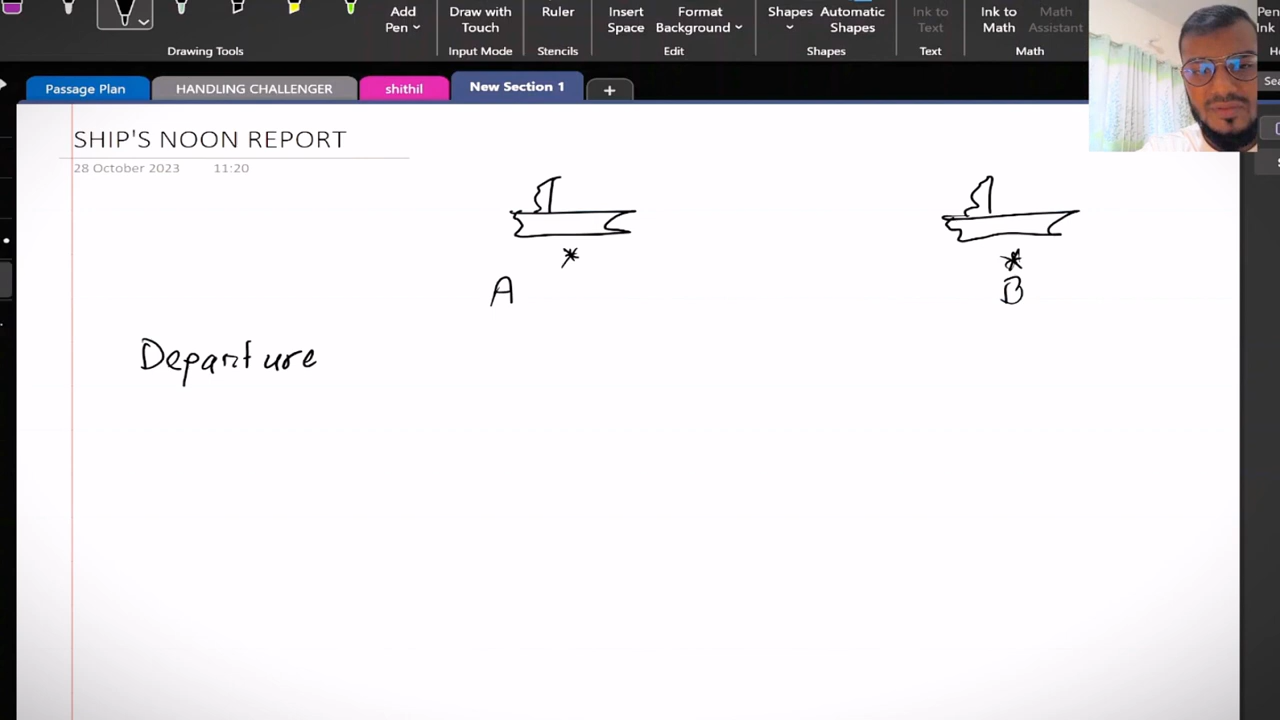 Add Pen
Draw with Touch
Ruler
Insert Space
Format Background
Shapes
Automatic Shapes
Ink to Text
Ink to Math
Math Assistant
Drawing Tools
Input Mode
Stencils
Edit
Shapes
Text
Math
Passage Plan
HANDLING CHALLENGER
shithil
New Section 1
+
SHIP'S NOON REPORT
28 October 2023 11:20
A
B
Departure